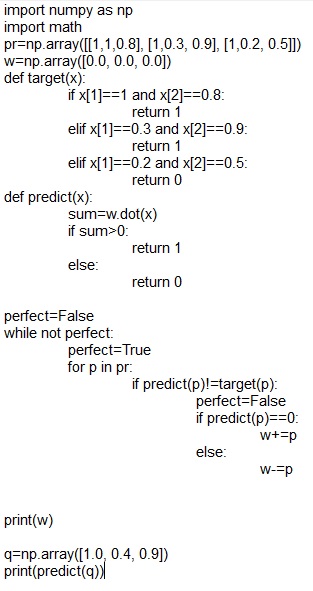 import numpy as np
import math
pr=np.array([[1,1,0.8], [1,0.3, 0.9], [1,0.2, 0.5]])
w=np.array([0.0, 0.0, 0.0])
def target(x):
if x[1]==1 and x[2]==0.8:
return 1
elif x[1]==0.3 and x[2]==0.9:
return 1
elif x[1]==0.2 and x[2]==0.5:
return 0
def predict(x):
sum=w.dot(x)
if sum>0:
return 1
else:
return 0
perfect=False
while not perfect:
perfect=True
for p in pr:
if predict(p)!=target(p):
perfect=False
if predict(p)==0:
w+=p
else:
w-=p
print(w)
q=np.array([1.0, 0.4, 0.9])
print(predict(q))